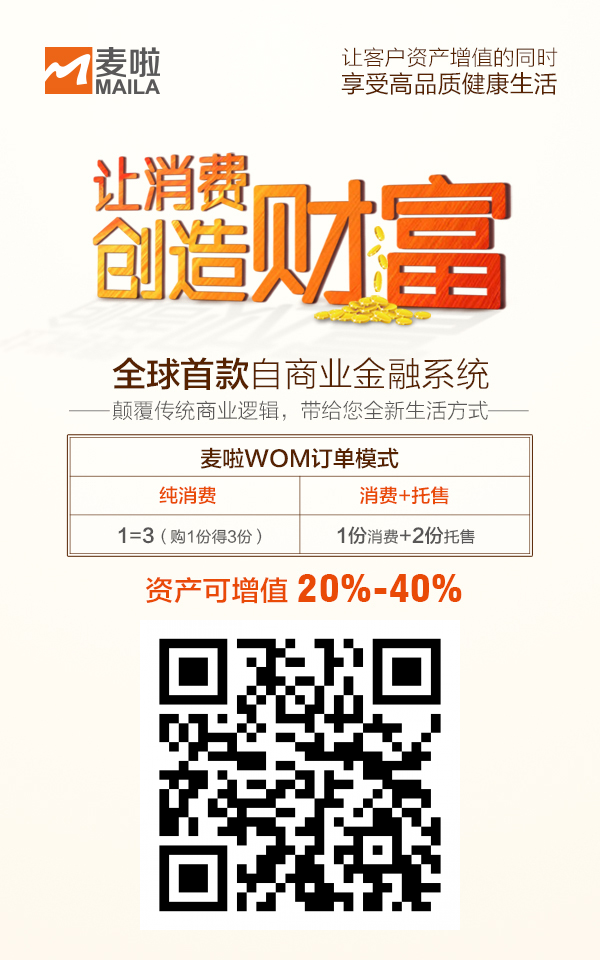 麦啦
MAILA
让客户资产增值的同时
享受高品质健康生活
让消费
创造财富
全球首款自商业金融系统
颠覆传统商业逻辑，带给您全新生活方式
麦啦WOM订单模式
纯消费
消费+托售
1=3（购1份得3份）
1份消费+2份托售
资产可增值 20%-40%